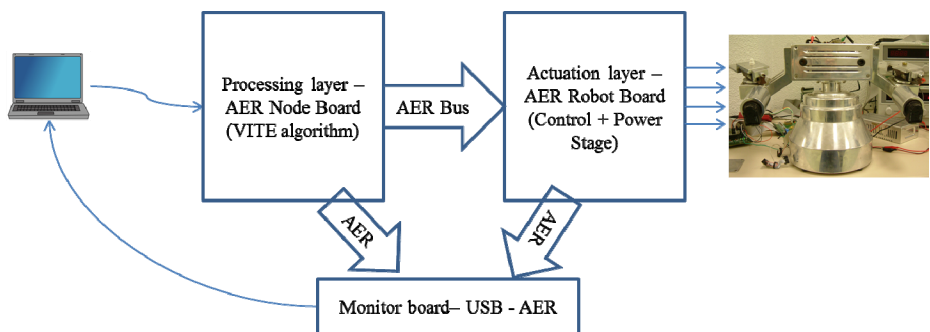 Processing layer –
AER Node Board
(VITE algorithm)
AER Bus
Actuation layer –
AER Robot Board
(Control + Power
Stage)
AER
AER
Monitor board– USB - AER